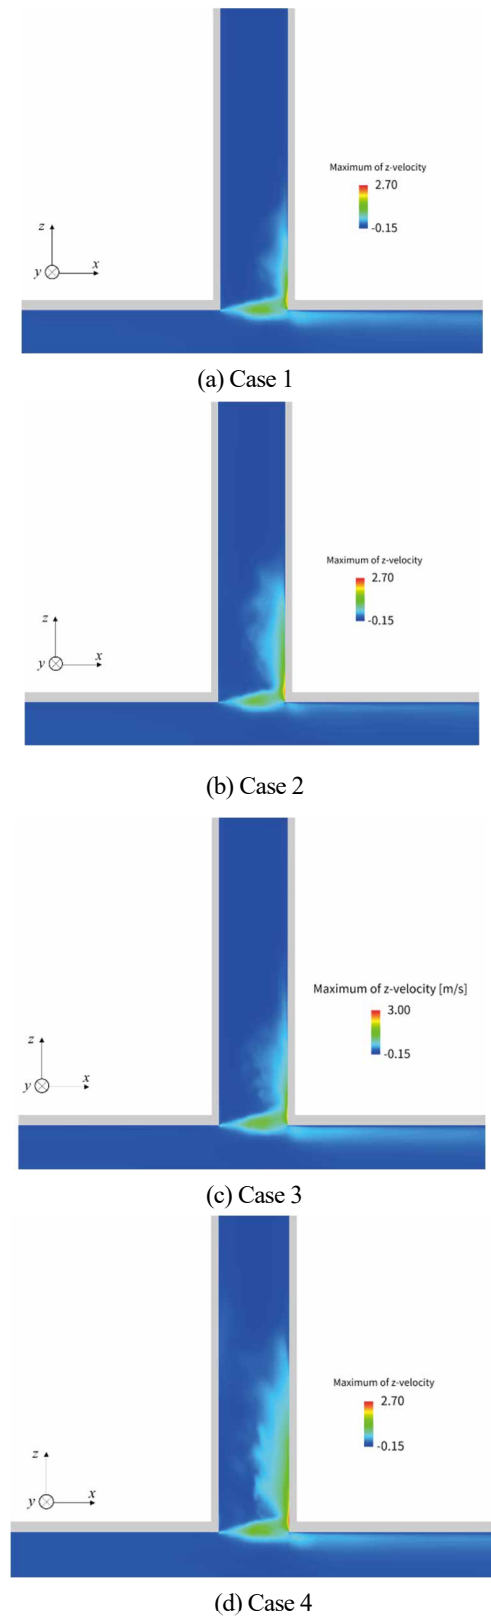 Maximum of z-velocity
2.70
-0.15
z
y
x
(a) Case 1
Maximum of z-velocity
2.70
-0.15
z
y
x
(b) Case 2
Maximum of z-velocity [m/s]
3.00
-0.15
z
y
x
(c) Case 3
Maximum of z-velocity
2.70
-0.15
z
y
x
(d) Case 4